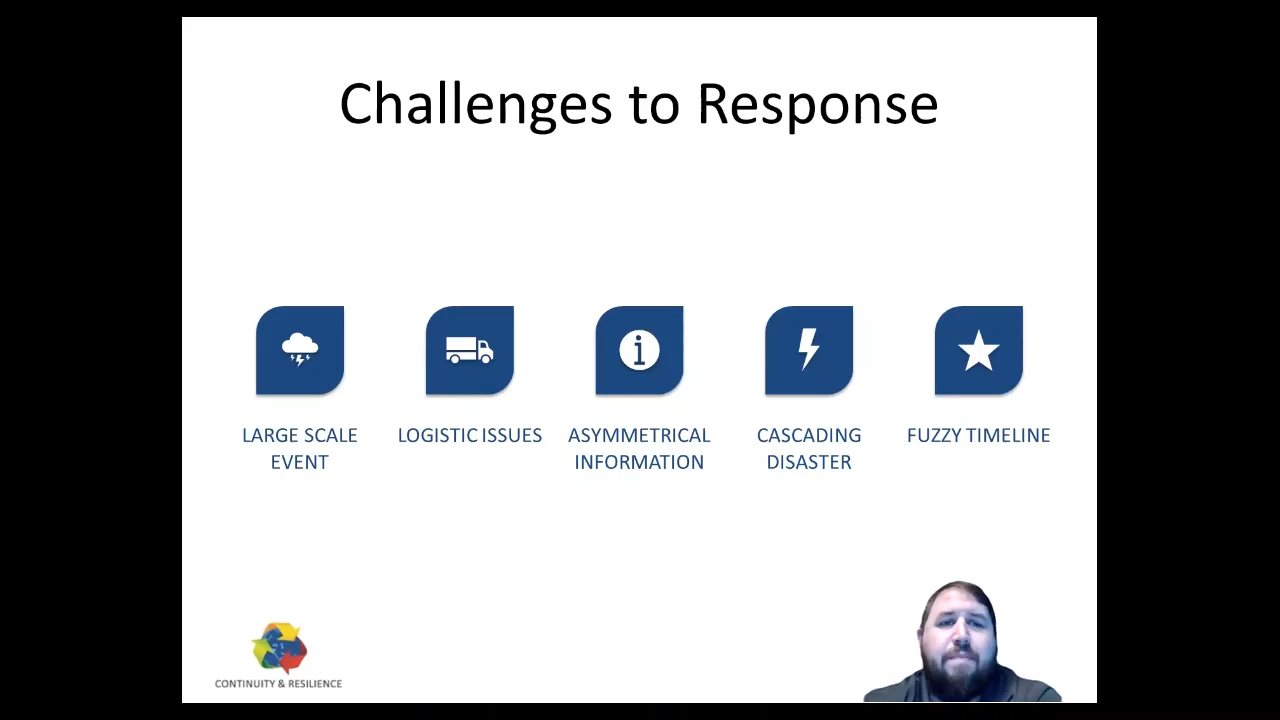 Challenges to Response
LARGE SCALE
EVENT
LOGISTIC ISSUES
ASYMMETRICAL
INFORMATION
CASCADING
DISASTER
FUZZY TIMELINE
CONTINUITY & RESILIENCE